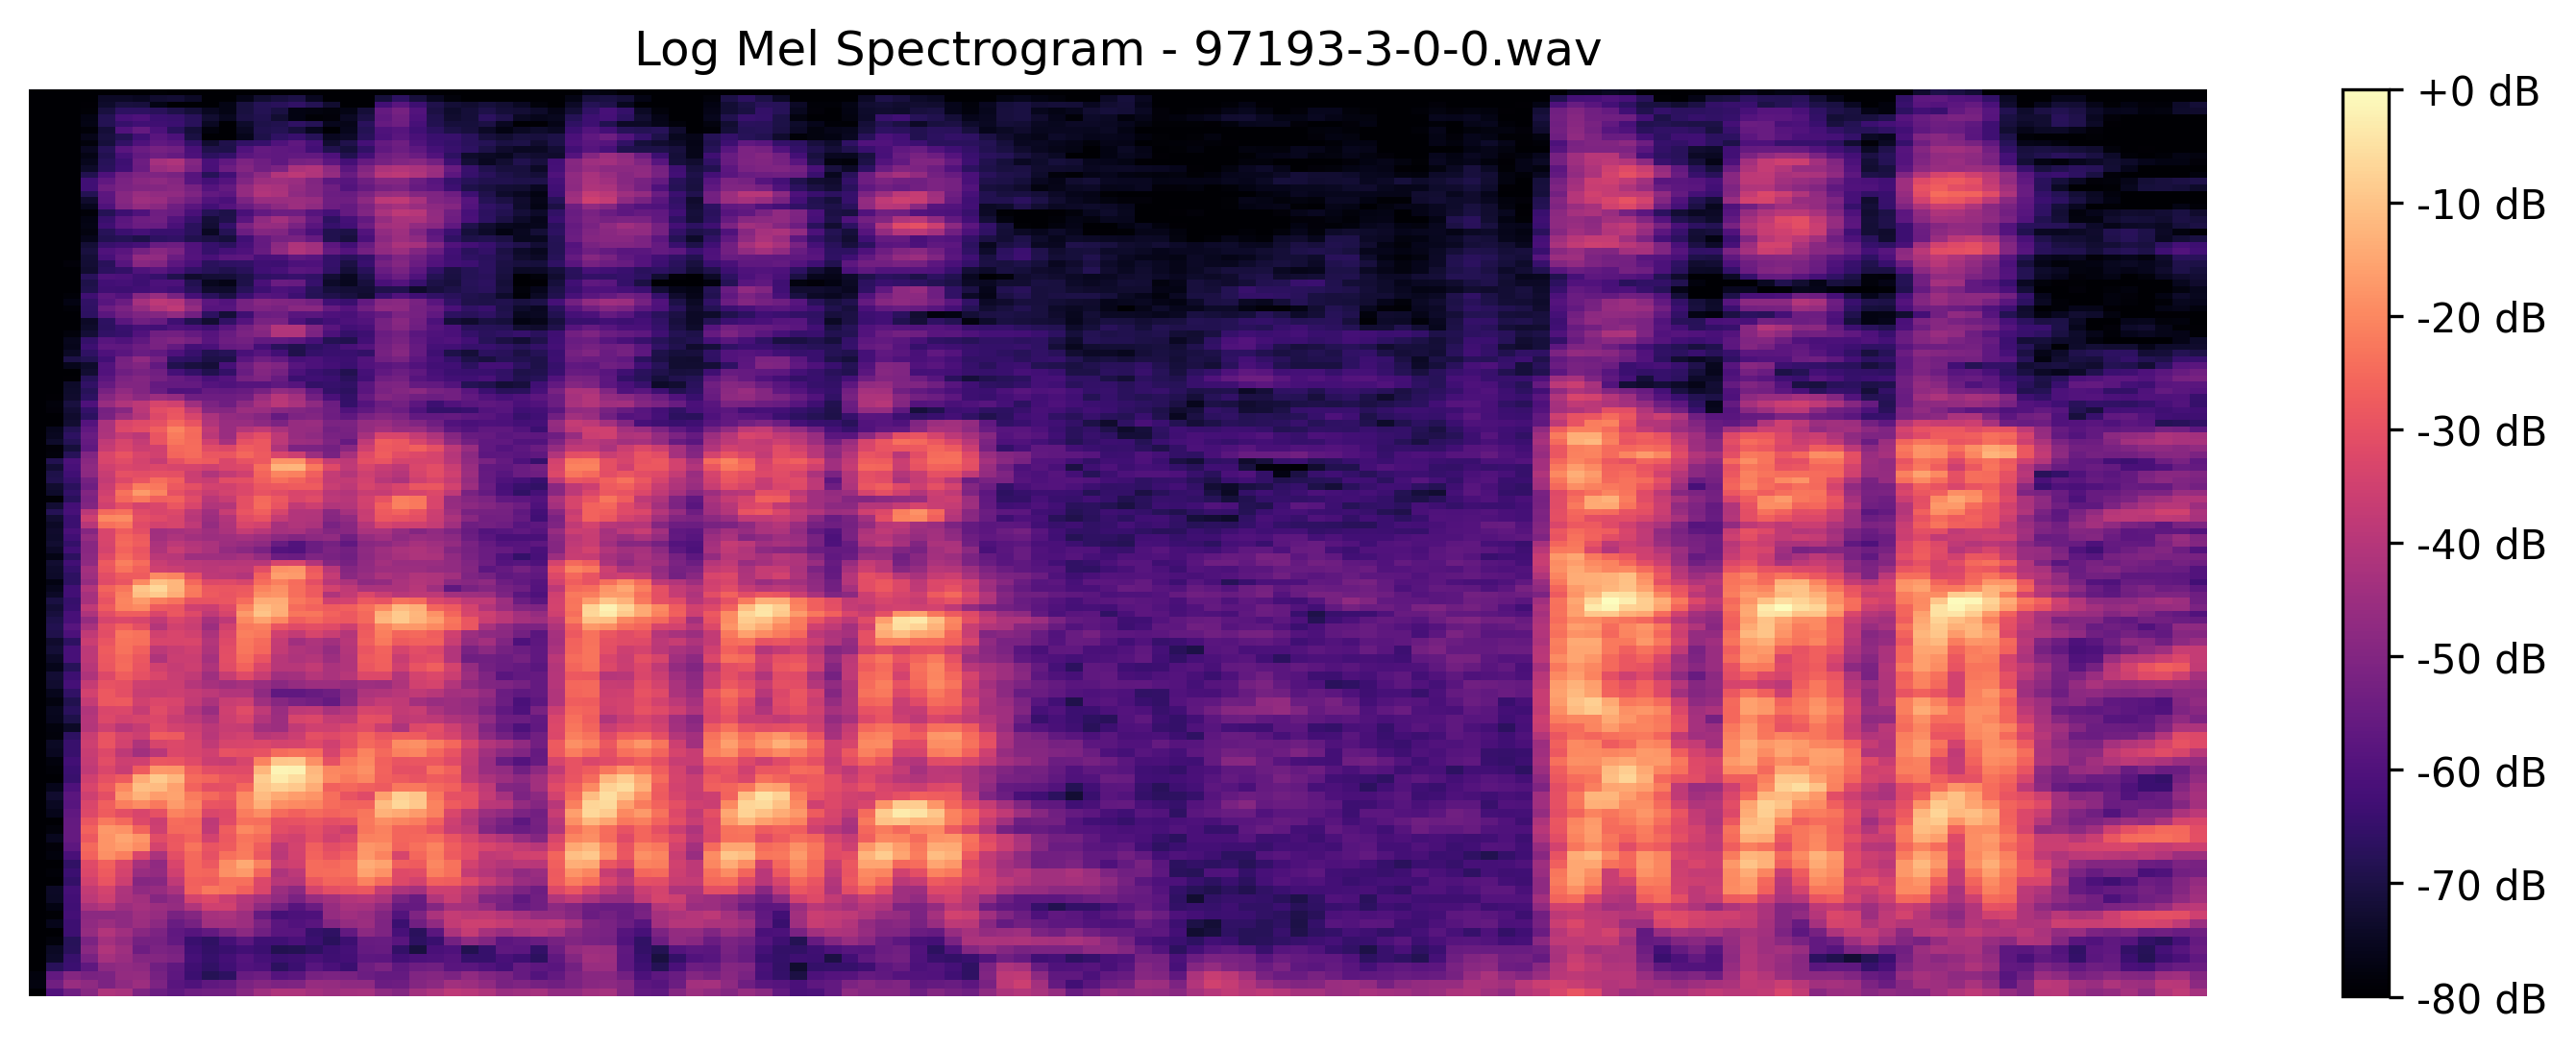 Log Mel Spectrogram - 97193-3-0-0.wav
+0 dB
-10 dB
-20 dB
-30 dB
-40 dB
-50 dB
-60 dB
-70 dB
-80 dB